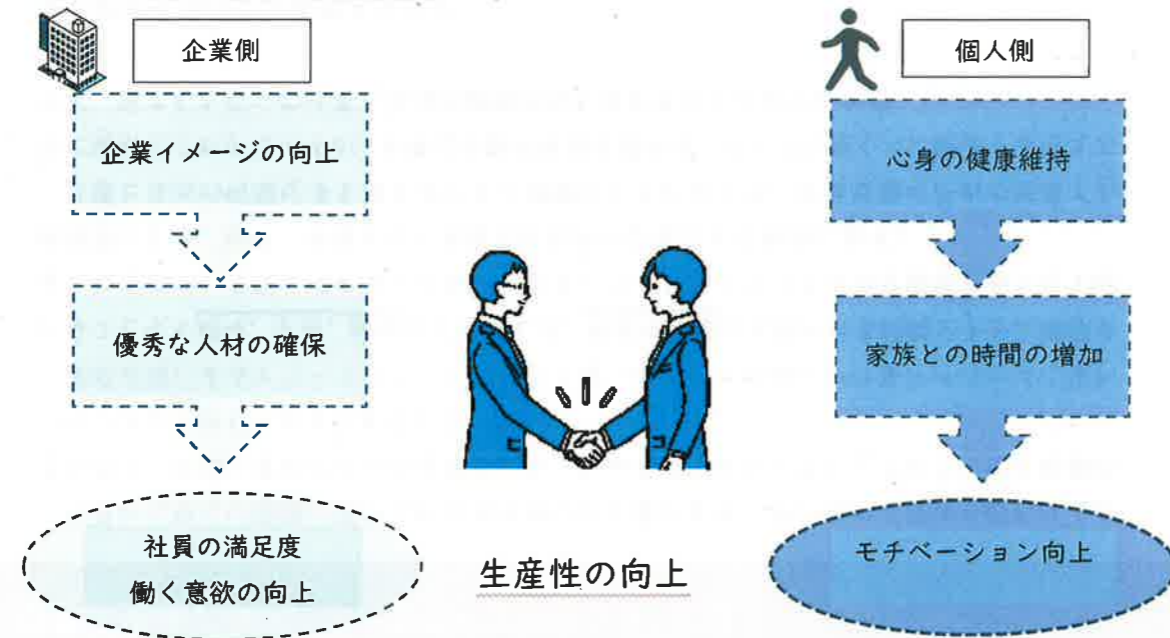 企業側
企業イメージの向上
優秀な人材の確保
社員の満足度
働く意欲の向上
生産性の向上
個人側
心身の健康維持
家族との時間の増加
モチベーション向上